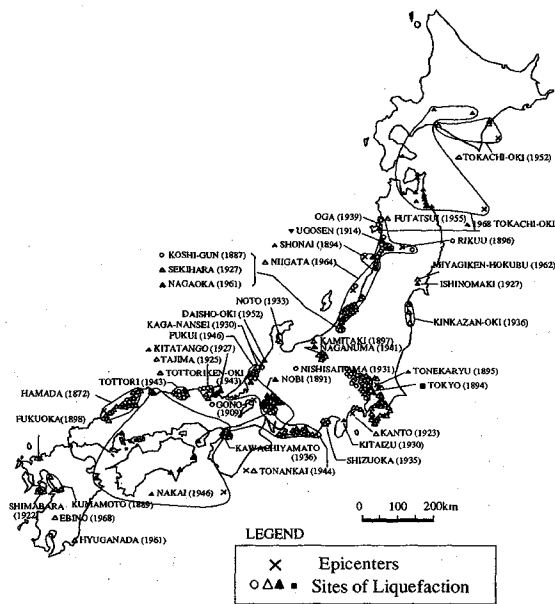 TOKACHI-OKI (1952)
OGA (1939)
FUTATSUI (1955)
UGOSEN (1914)
1968 TOKACHI-OKI
SHONAI (1894)
RIKUU (1896)
KOSHI-GUN (1887)
NIIGATA (1964)
SEKIHARA (1927)
MIYAGIKEN-HOKUBU (1962)
NAGAOKA (1961)
ISHINOMAKI (1927)
NOTO (1933)
DAISHO-OKI (1952)
KINKAZAN-OKI (1936)
KAGA-NANSEI (1930)
KAMITAKI (1897)
FUKUI (1946)
NAGANUMA (1941)
KITATANGO (1927)
TAJIMA (1925)
NISHISAITAMA (1931)
TONEKARYU (1895)
TOTTORIKEN-OKI
(1943)
TOTTORI (1943)
NOBI (1891)
TOKYO (1894)
HAMADA
(1872)
GONO
(1909)
FUKUOKA
(1898)
KANTO (1923)
KAWACHIYAMATO
(1936)
KITAIZU (1930)
SHIZUOKA
(1935)
TONANKAI (1944)
NAKAI (1946)
KUMAMOTO (1889)
SHIMABARA
(1922)
EBINO (1968)
HYUGANADA (1961)
0 200km
LEGEND
Epicenters
Sites of Liquefaction